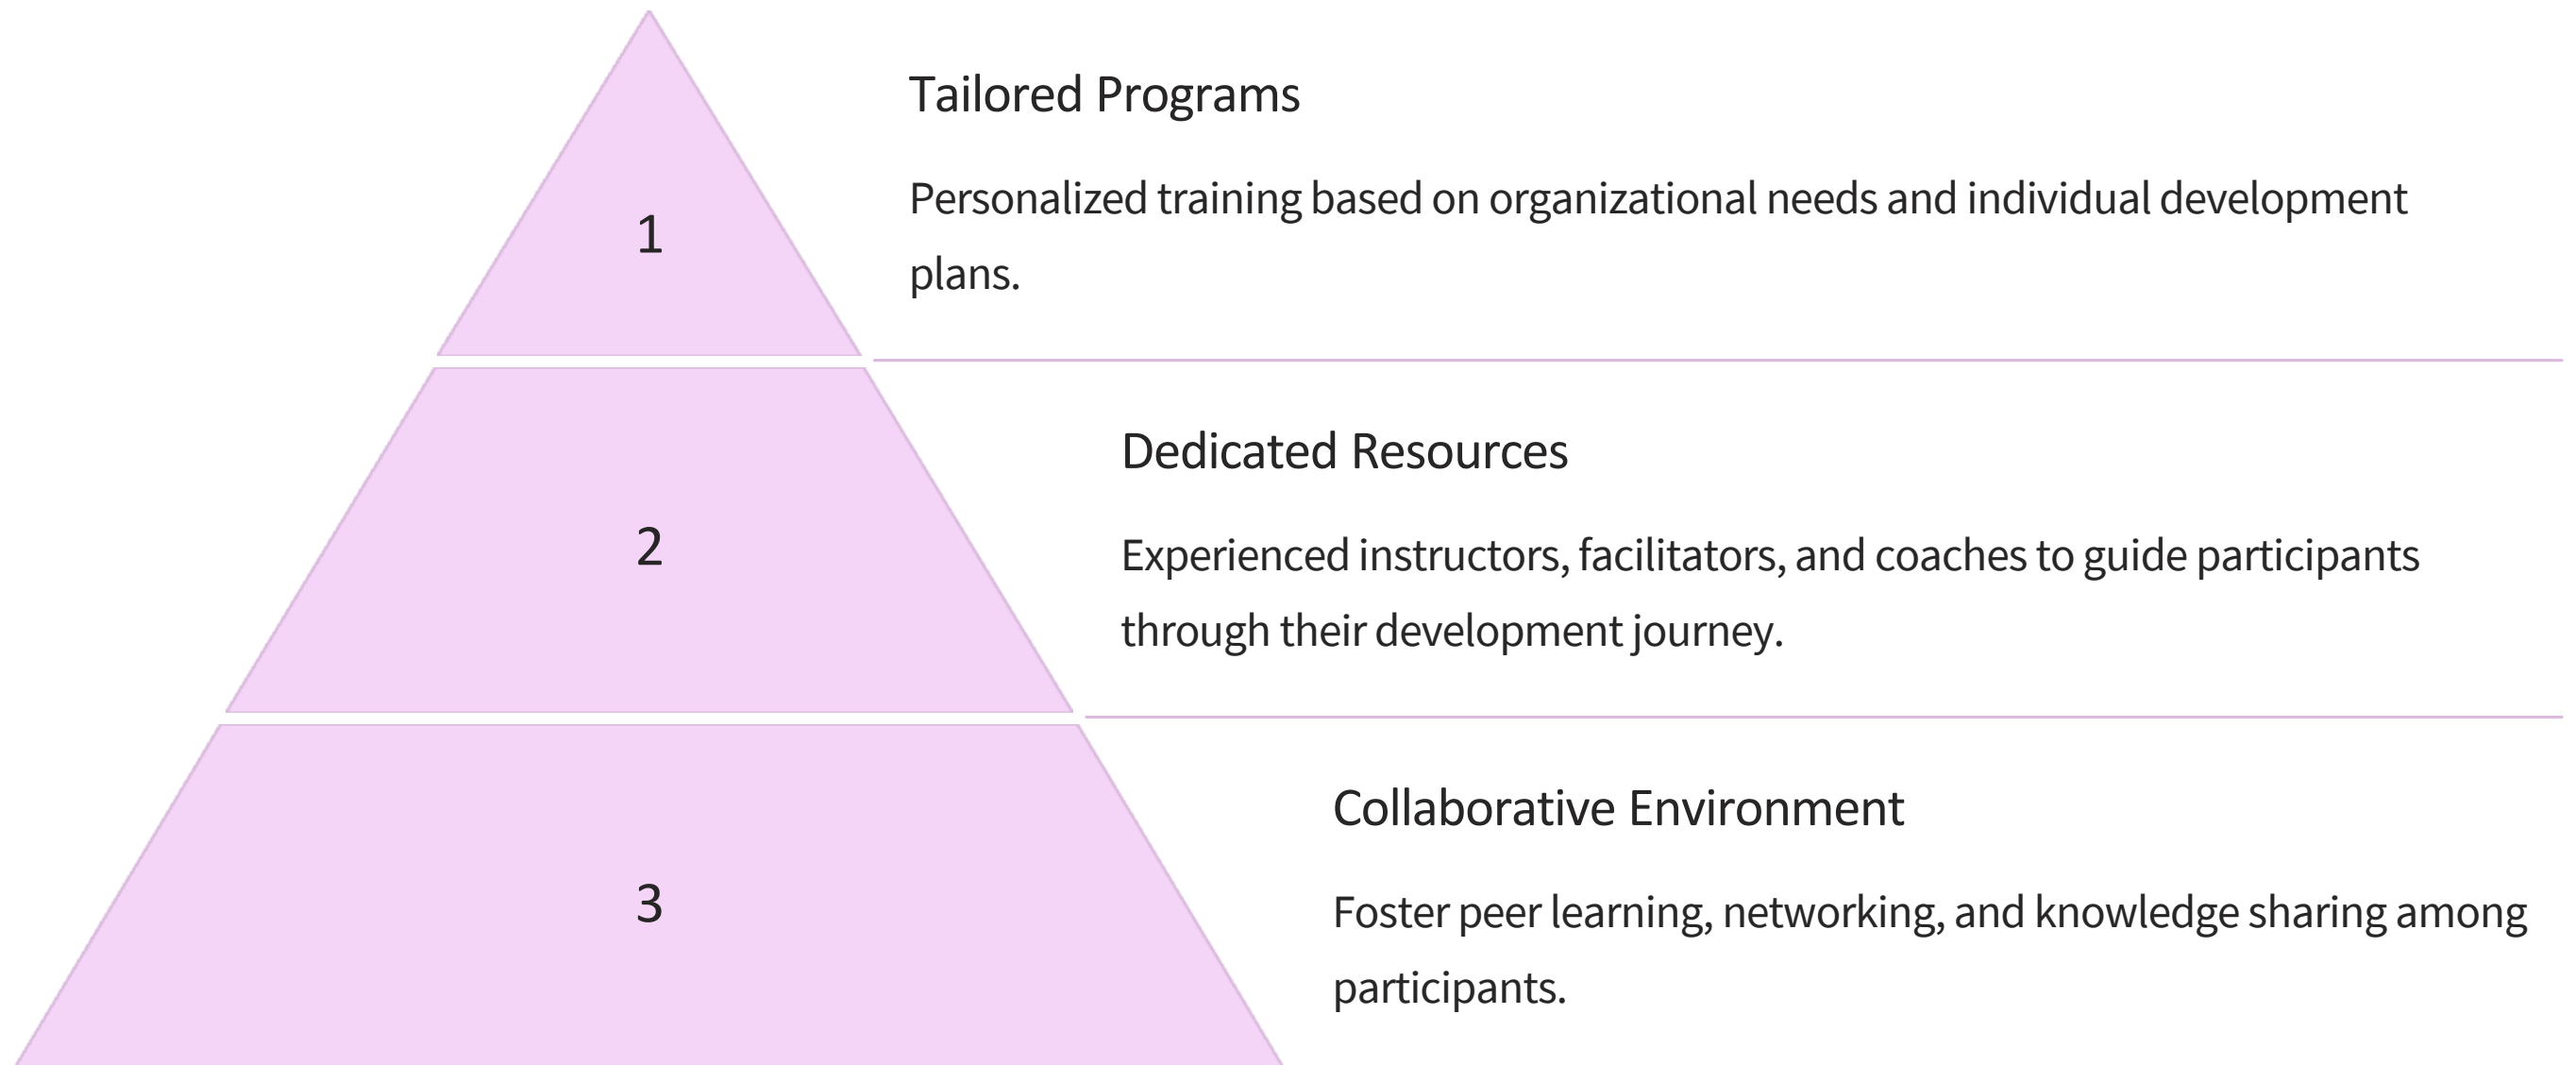 1
Tailored Programs
Personalized training based on organizational needs and individual development
plans.
2
Dedicated Resources
Experienced instructors, facilitators, and coaches to guide participants
through their development journey.
3
Collaborative Environment
Foster peer learning, networking, and knowledge sharing among
participants.